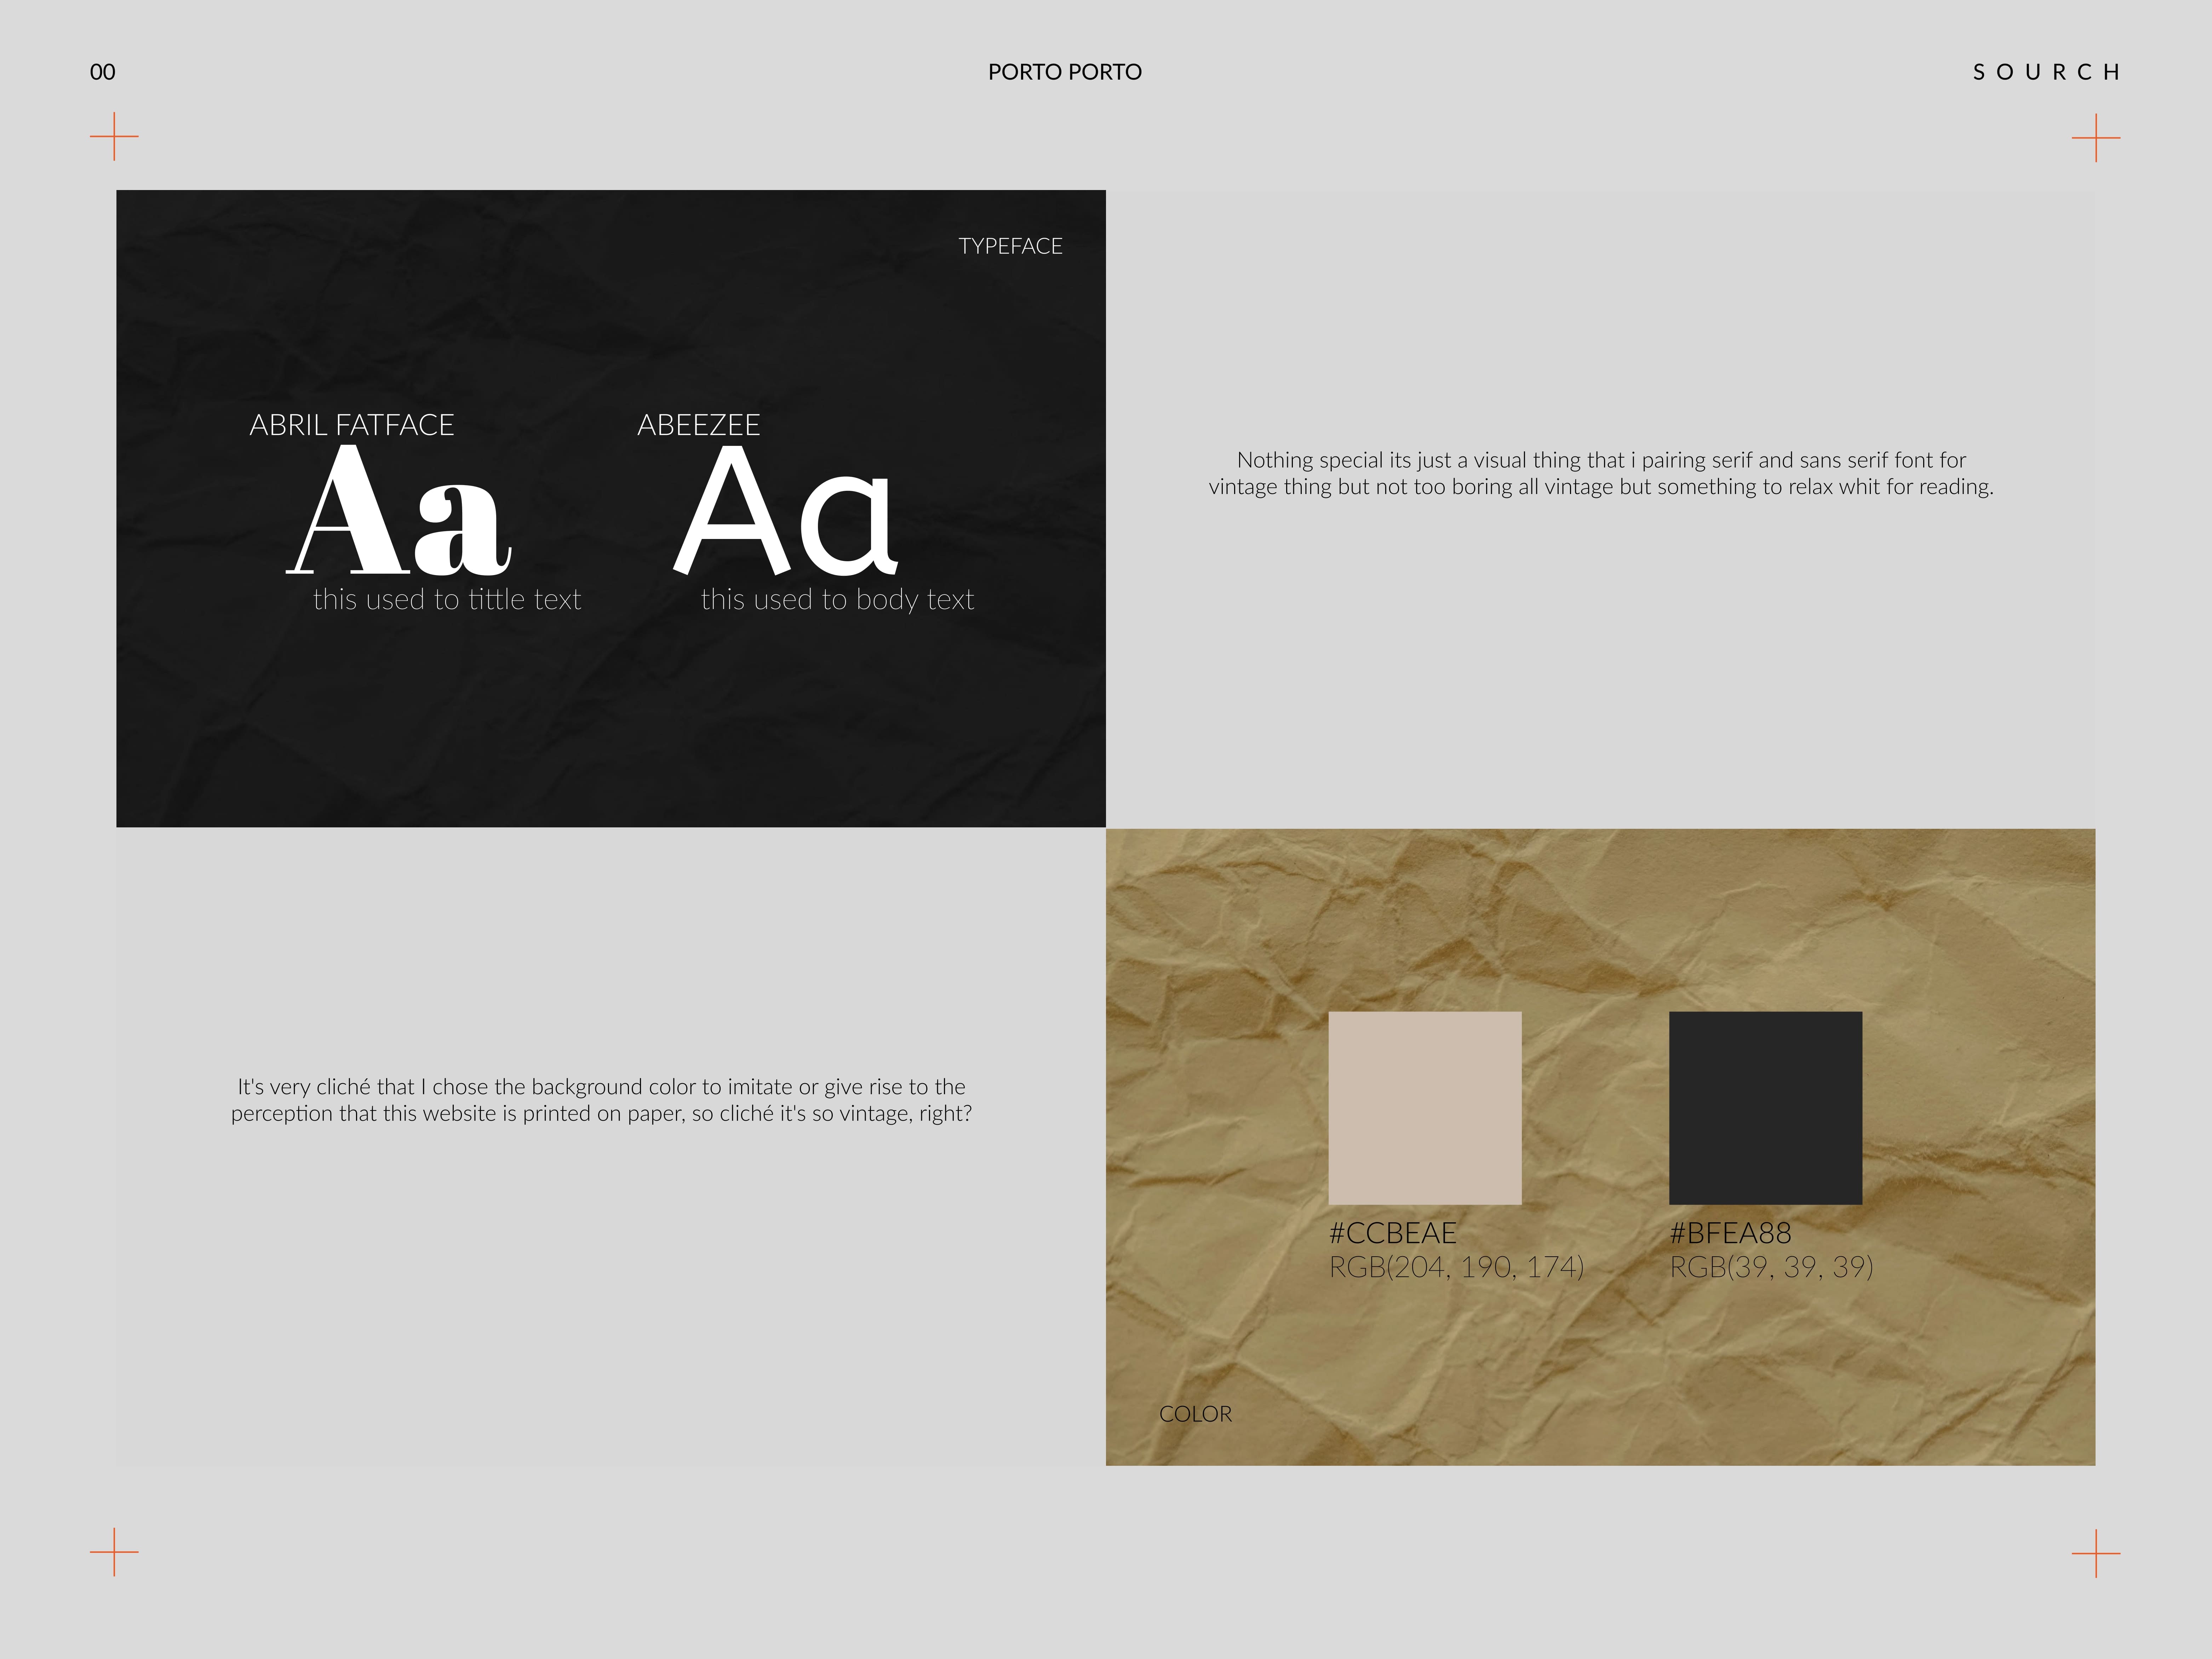 00
PORTO PORTO
SOURCH
TYPEFACE
ABRIL FATFACE
Aa
this used to tittle text
ABEEZEE
Aa
this used to body text
Nothing special its just a visual thing that i pairing serif and sans serif font for
vintage thing but not too boring all vintage but something to relax whit for reading.
It's very cliché that I chose the background color to imitate or give rise to the
perception that this website is printed on paper, so cliché it's so vintage, right?
#CCBEAE
RGB(204, 190, 174)
#BFEA88
RGB(39, 39, 39)
COLOR